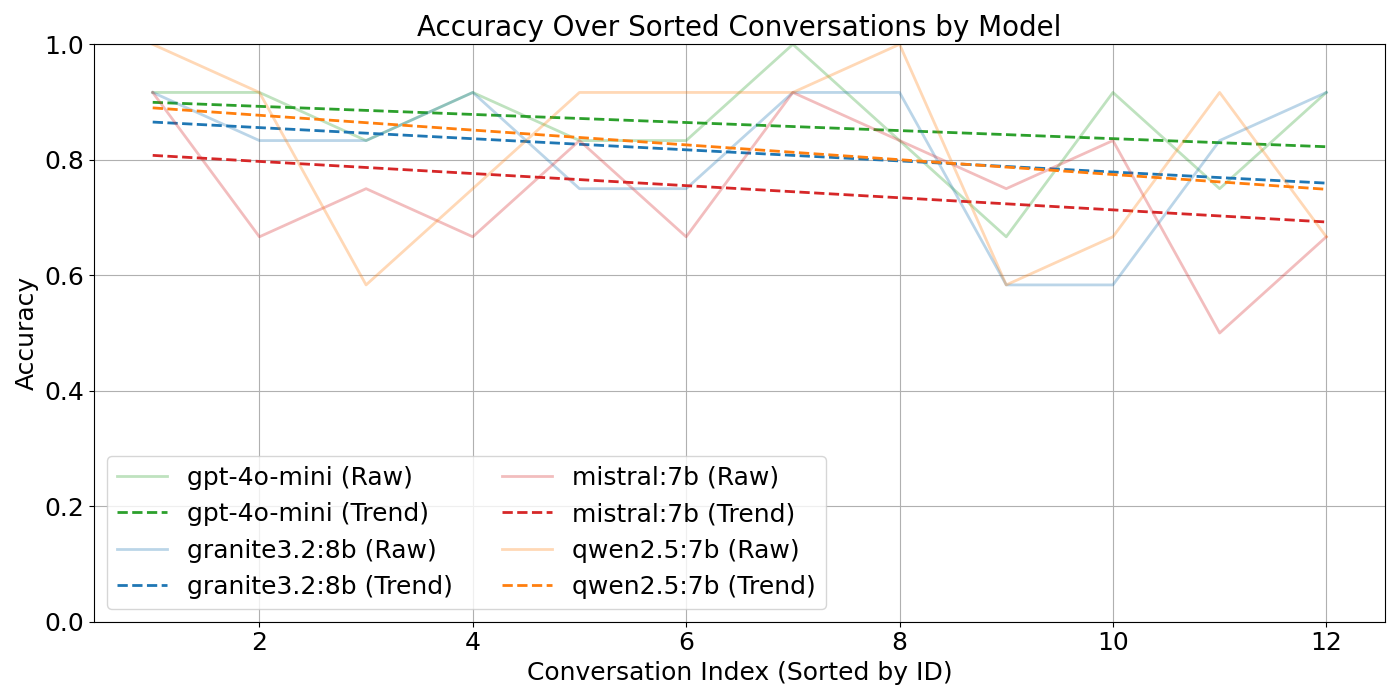 Accuracy Over Sorted Conversations by Model
1.0
0.8
0.6
0.4
0.2
0.0
Accuracy
gpt-4o-mini (Raw)
gpt-4o-mini (Trend)
granite3.2:8b (Raw)
granite3.2:8b (Trend)
mistral:7b (Raw)
mistral:7b (Trend)
qwen2.5:7b (Raw)
qwen2.5:7b (Trend)
2 4 6 8 10 12
Conversation Index (Sorted by ID)